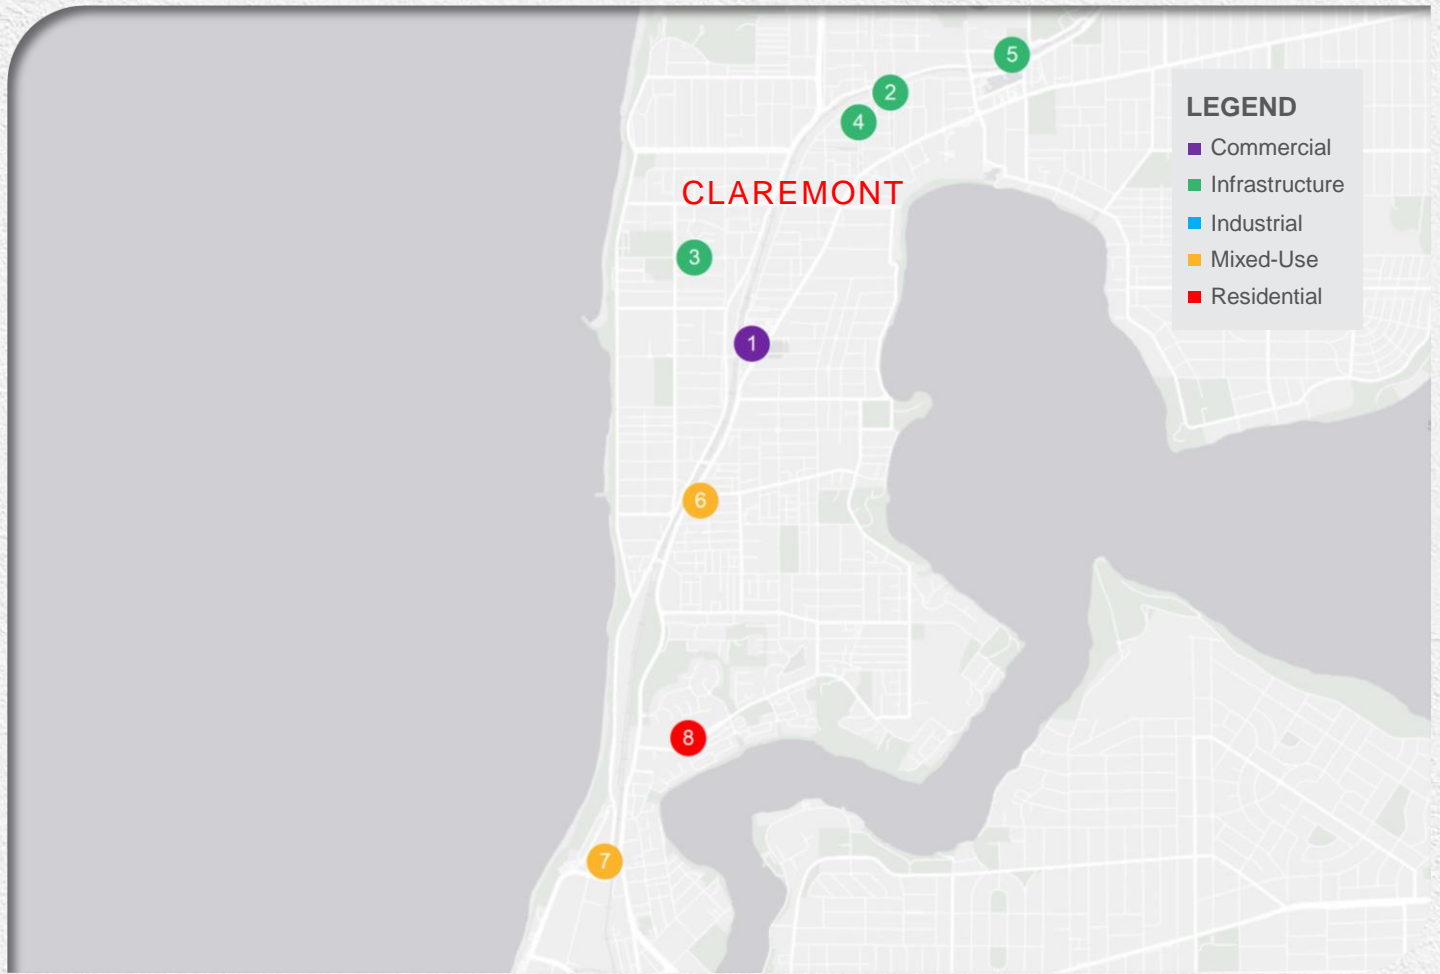 5
2
4
LEGEND
Commercial
Infrastructure
Industrial
Mixed-Use
Residential
CLAREMONT
3
1
6
8
7